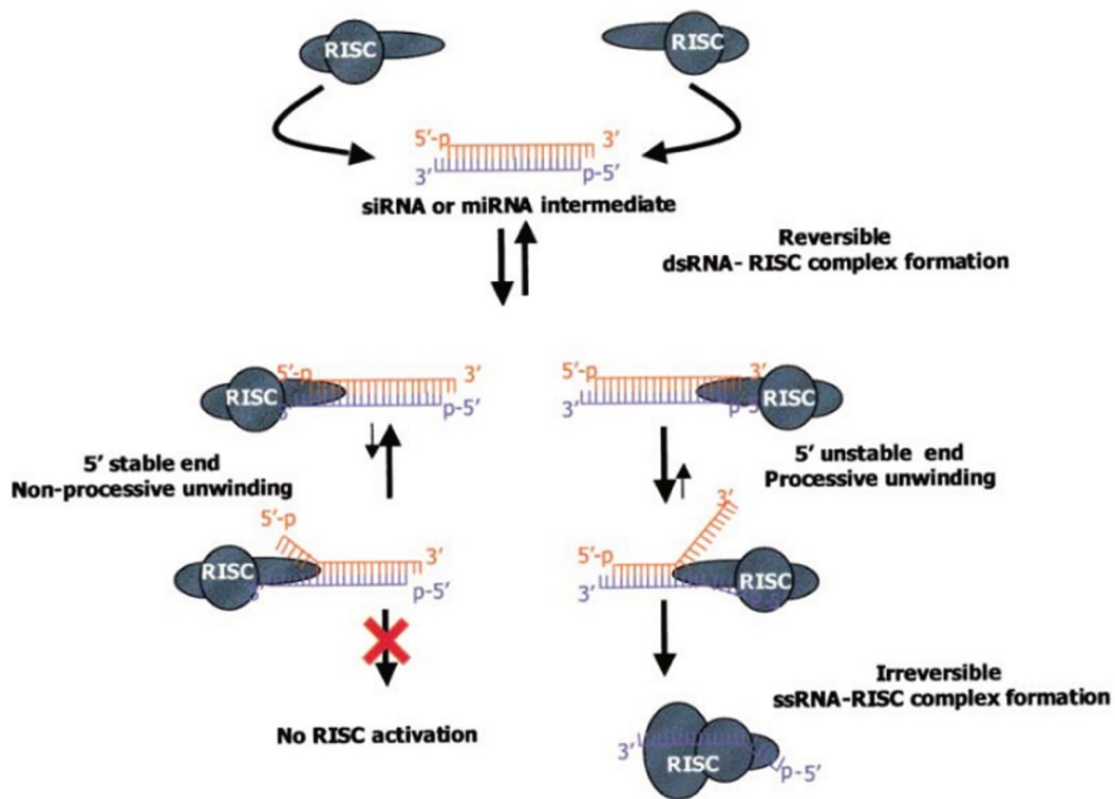 RISC
RISC
5'-p 3'
3' p-5'
siRNA or miRNA intermediate
Reversible
dsRNA- RISC complex formation
5'-p 3'
RISC
p-5'
5'-p 3'
3' p-5'
RISC
5' stable end
Non-processive unwinding
5' unstable end
Processive unwinding
5'-p
3'
RISC
p-5'
3'
5'-p
3'
RISC
No RISC activation
Irreversible
ssRNA-RISC complex formation
3'
RISC
p-5'